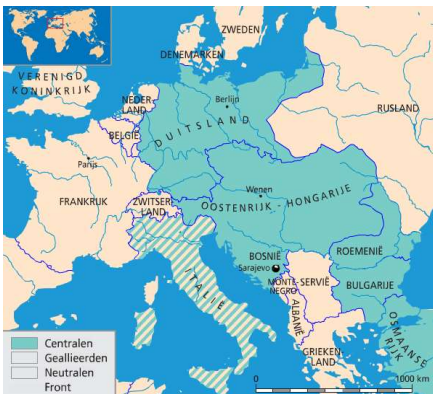 ZWEDEN
DENEMARKEN
VERENIGD
KONINKRIJK
NEDER-
LAND
Berlijn
DUITSLAND
RUSLAND
BELGIË
Parijs
FRANKRIJK
ZWITSER-
LAND
Wenen
OOSTENRIJK - HONGARIJE
ITALIË
BOSNIË
Sarajevo
ROEMENIË
MONTE-
NEGRO
SERVIË
BULGARIJE
ALBANIË
OSMAANSE
RIJK
GRIEKEN-
LAND
Centralen
Geallieerden
Neutralen
Front
0
1000 km